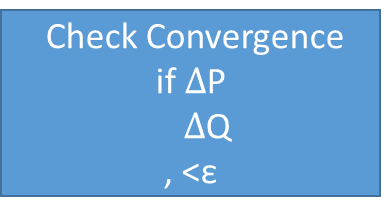 Check Convergence
if ΔP
ΔQ
, <ε